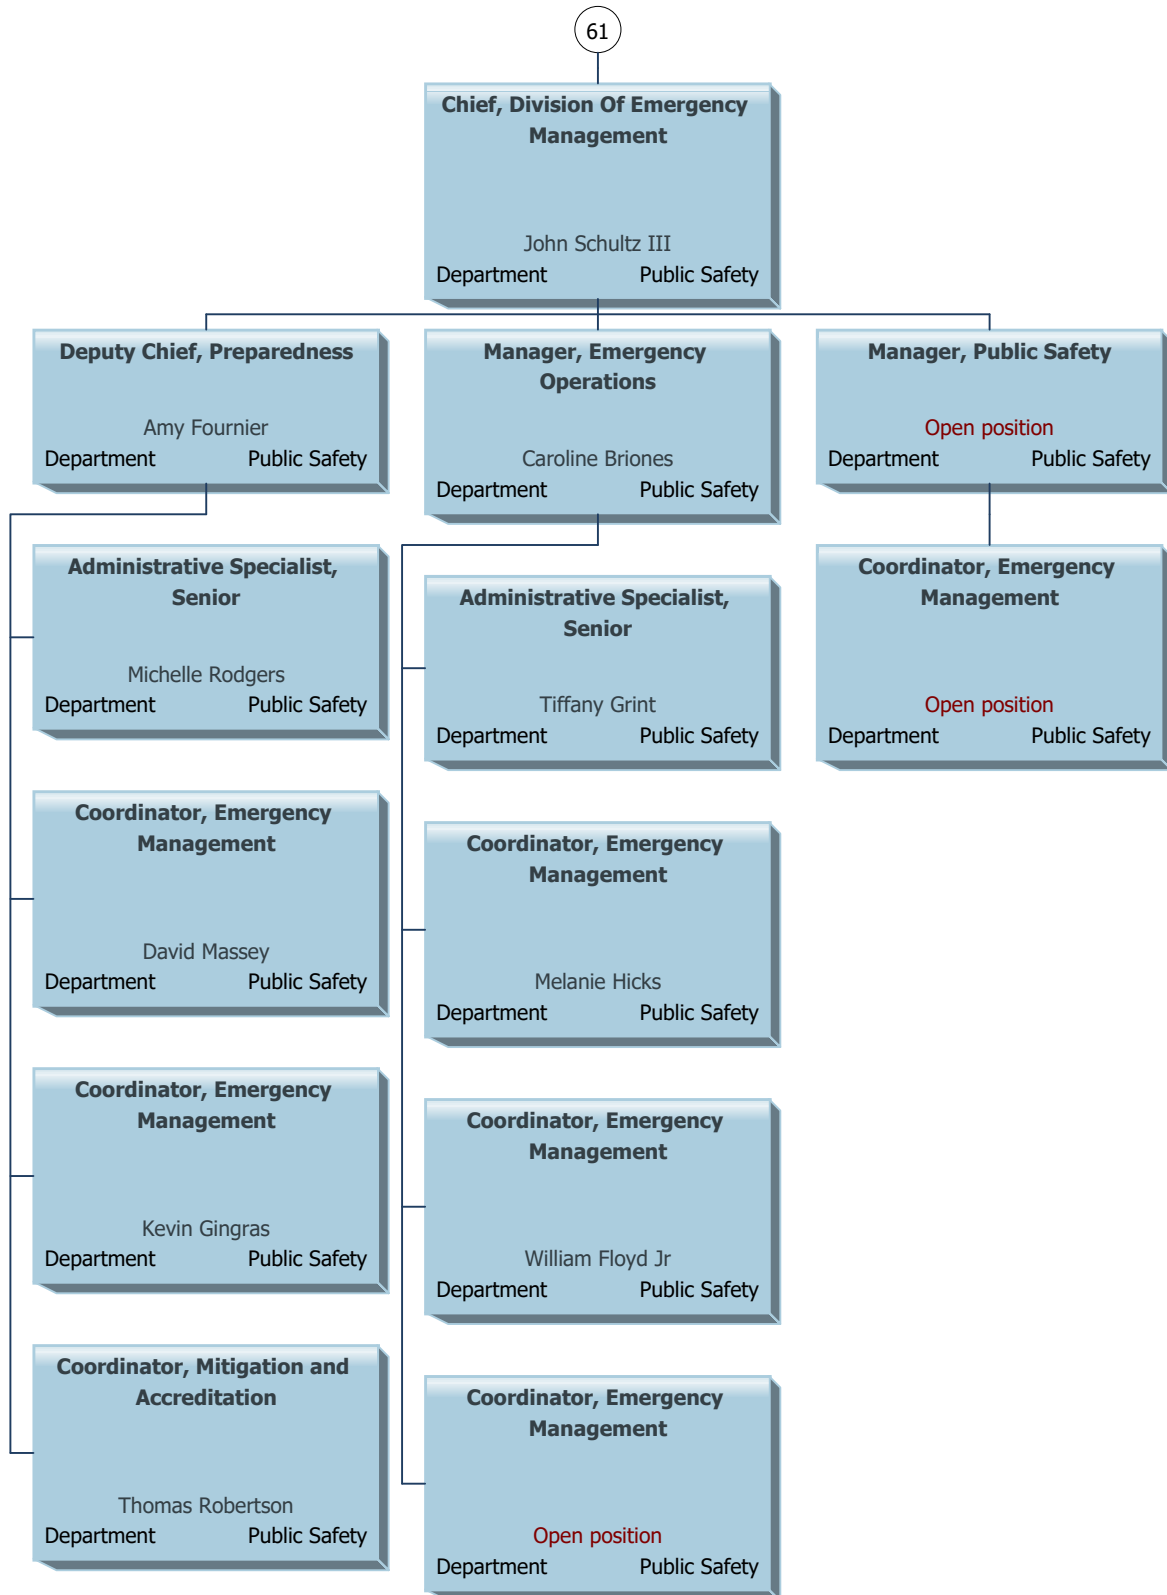 61
Chief, Division Of Emergency
Management
John Schultz III
Department Public Safety
Deputy Chief, Preparedness
Amy Fournier
Department Public Safety
Manager, Emergency
Operations
Caroline Briones
Department Public Safety
Manager, Public Safety
Open position
Department Public Safety
Administrative Specialist,
Senior
Michelle Rodgers
Department Public Safety
Coordinator, Emergency
Management
David Massey
Department Public Safety
Coordinator, Emergency
Management
Kevin Gingras
Department Public Safety
Coordinator, Mitigation and
Accreditation
Thomas Robertson
Department Public Safety
Administrative Specialist,
Senior
Tiffany Grint
Department Public Safety
Coordinator, Emergency
Management
Melanie Hicks
Department Public Safety
Coordinator, Emergency
Management
William Floyd Jr
Department Public Safety
Coordinator, Emergency
Management
Open position
Department Public Safety
Coordinator, Emergency
Management
Open position
Department Public Safety